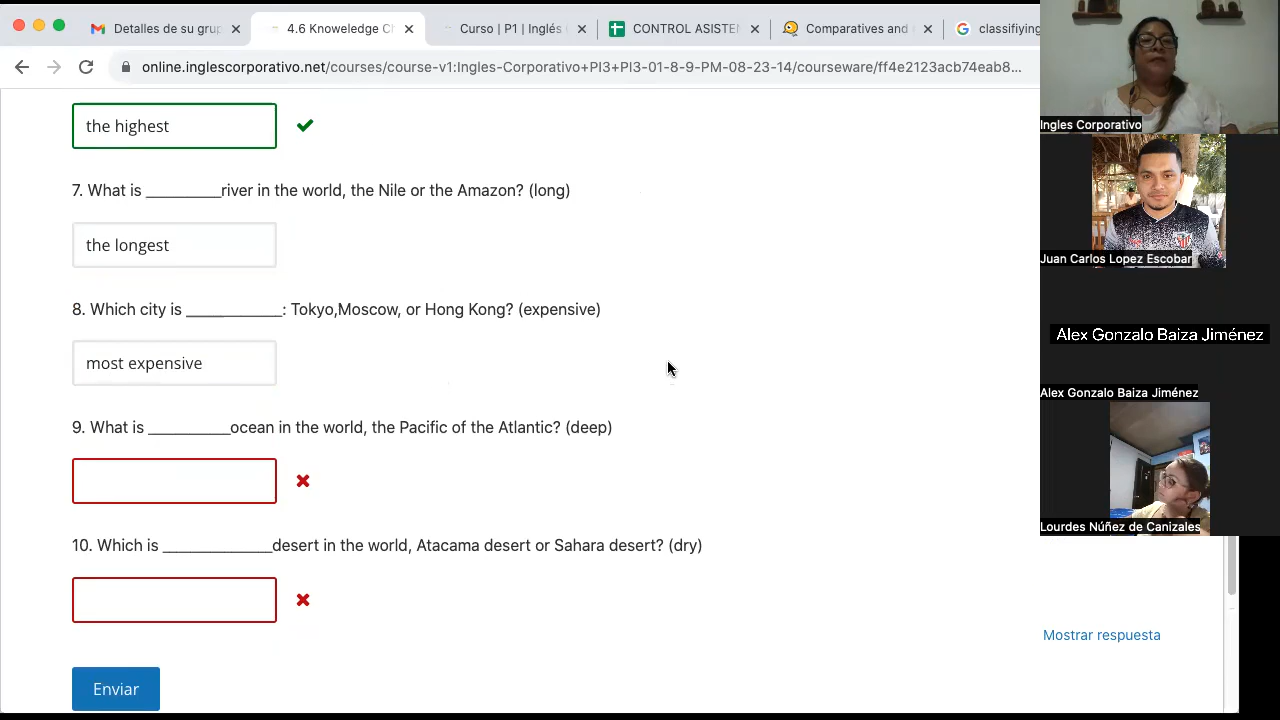 Detalles de su grup
4.6 Knowledge Ch
Curso | P1 | Inglés
CONTROL ASISTEN
Comparatives and
classifiying
online.inglescorporativo.net/courses/course-v1:Ingles-Corporativo+PI3+PI3-01-8-9-PM-08-23-14/courseware/ff4e2123acb74eab8...
the highest
7. What is _________river in the world, the Nile or the Amazon? (long)
the longest
8. Which city is ____________: Tokyo,Moscow, or Hong Kong? (expensive)
most expensive
9. What is __________ocean in the world, the Pacific of the Atlantic? (deep)
10. Which is _____________desert in the world, Atacama desert or Sahara desert? (dry)
Mostrar respuesta
Enviar
Ingles Corporativo
Juan Carlos Lopez Escobar
Alex Gonzalo Baiza Jiménez
Alex Gonzalo Baiza Jiménez
Lourdes Núñez de Canizales